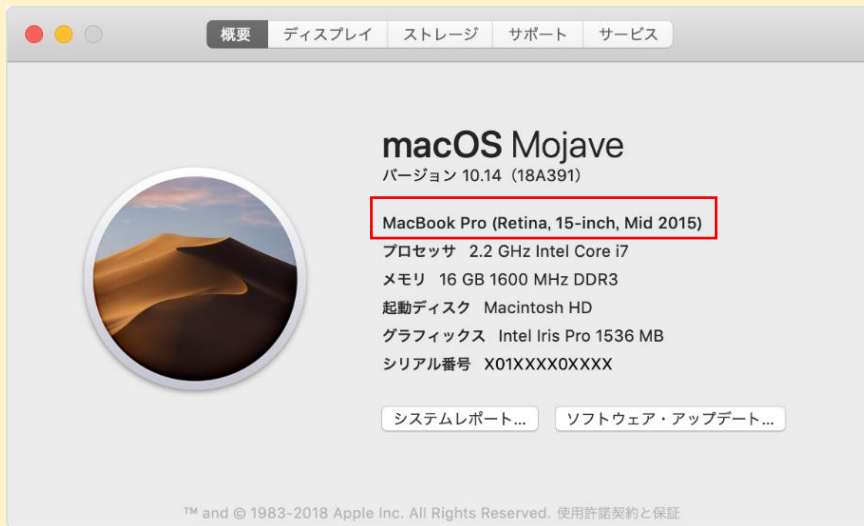 概要 ディスプレイ ストレージ サポート サービス
macOS Mojave
バージョン 10.14（18A391）
MacBook Pro (Retina, 15-inch, Mid 2015)
プロセッサ 2.2 GHz Intel Core i7
メモリ 16 GB 1600 MHz DDR3
起動ディスク Macintosh HD
グラフィックス Intel Iris Pro 1536 MB
シリアル番号 X01XXXX0XXXX
システムレポート... ソフトウェア・アップデート...
™ and © 1983-2018 Apple Inc. All Rights Reserved. 使用許諾契約と保証